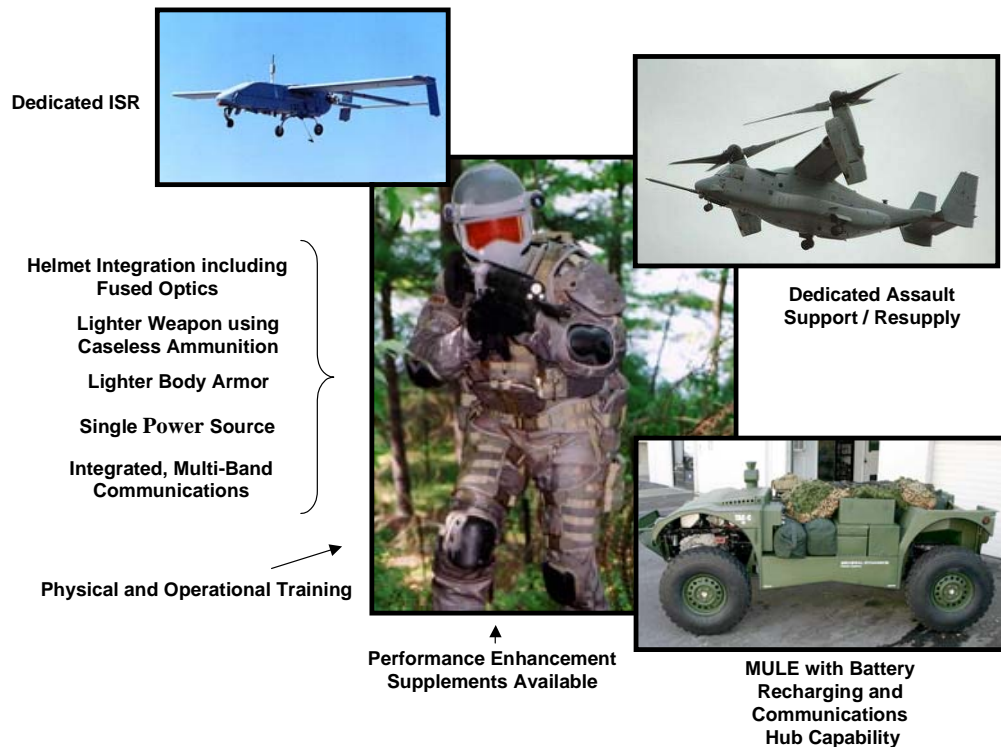 Dedicated ISR
Helmet Integration including
Fused Optics
Lighter Weapon using
Caseless Ammunition
Lighter Body Armor
Single Power Source
Integrated, Multi-Band
Communications
Physical and Operational Training
Performance Enhancement
Supplements Available
Dedicated Assault
Support / Resupply
MULE with Battery
Recharging and
Communications
Hub Capability